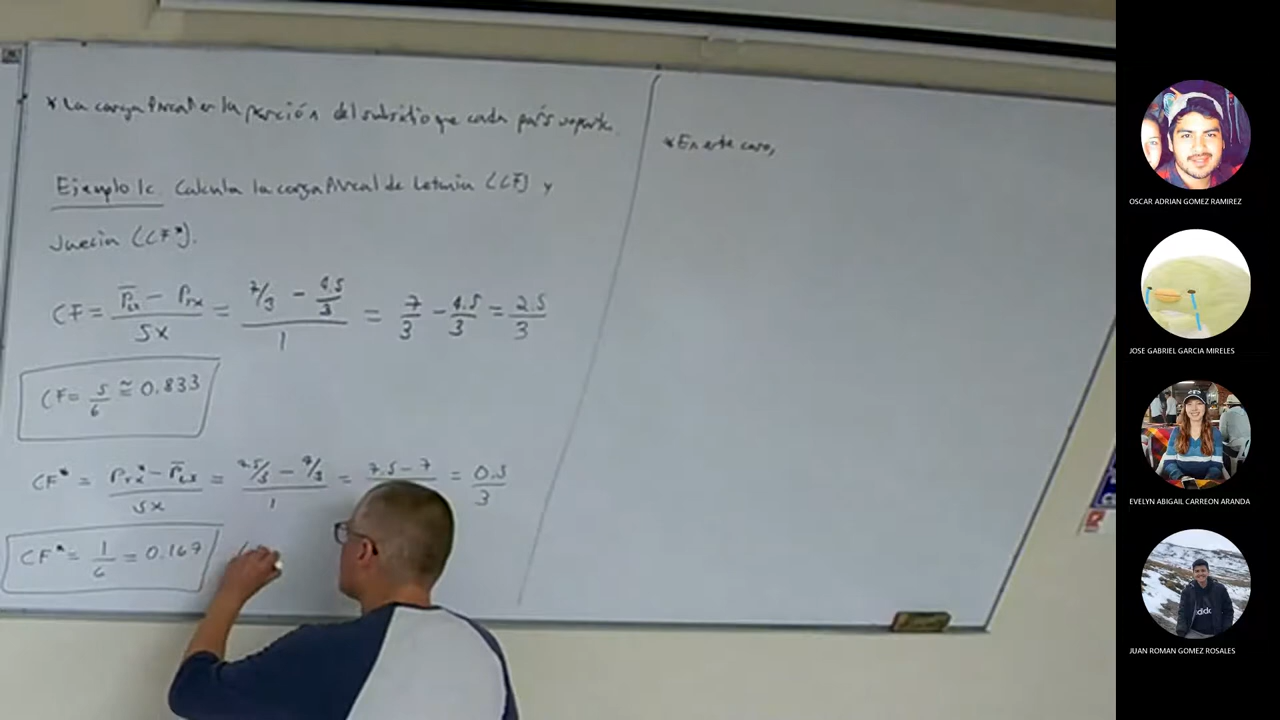 * La carga fiscal es la porción del subsidio que cada país soporta.
Ejemplo 1c. Calcula la carga fiscal de Letonia (CF) y
Suecia (CF*).
CF = (P̄us − Prx) / Sx = (7/3 − 4.5/3) / 1 = 7/3 − 4.5/3 = 2.5/3
CF = 5/6 ≅ 0.833
CF* = (Prx* − P̄us) / Sx = (7.5/3 − 7/3) / 1 = 7.5 − 7 = 0.5/3
CF* = 1/6 = 0.167
* En este caso,
OSCAR ADRIAN GOMEZ RAMIREZ
JOSE GABRIEL GARCIA MIRELES
EVELYN ABIGAIL CARREON ARANDA
JUAN ROMAN GOMEZ ROSALES